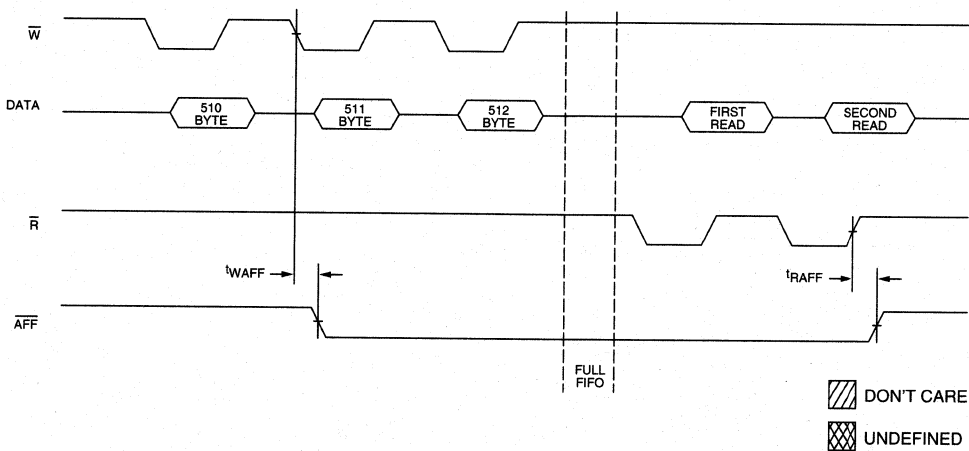 W
DATA
510
BYTE
511
BYTE
512
BYTE
FIRST
READ
SECOND
READ
R
tWAFF
tRAFF
AFF
FULL
FIFO
DON'T CARE
UNDEFINED